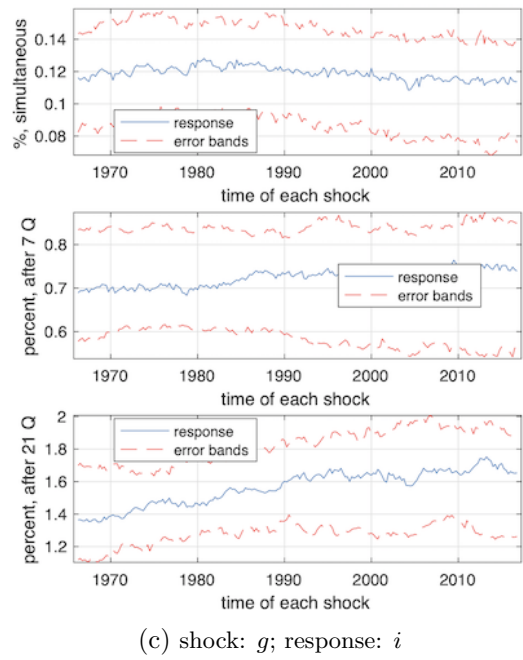 %, simultaneous
0.14
0.12
0.1
0.08
response
error bands
1970 1980 1990 2000 2010
time of each shock
percent, after 7 Q
0.8
0.7
0.6
response
error bands
1970 1980 1990 2000 2010
time of each shock
percent, after 21 Q
2
1.8
1.6
1.4
1.2
response
error bands
1970 1980 1990 2000 2010
time of each shock
(c) shock: g; response: i